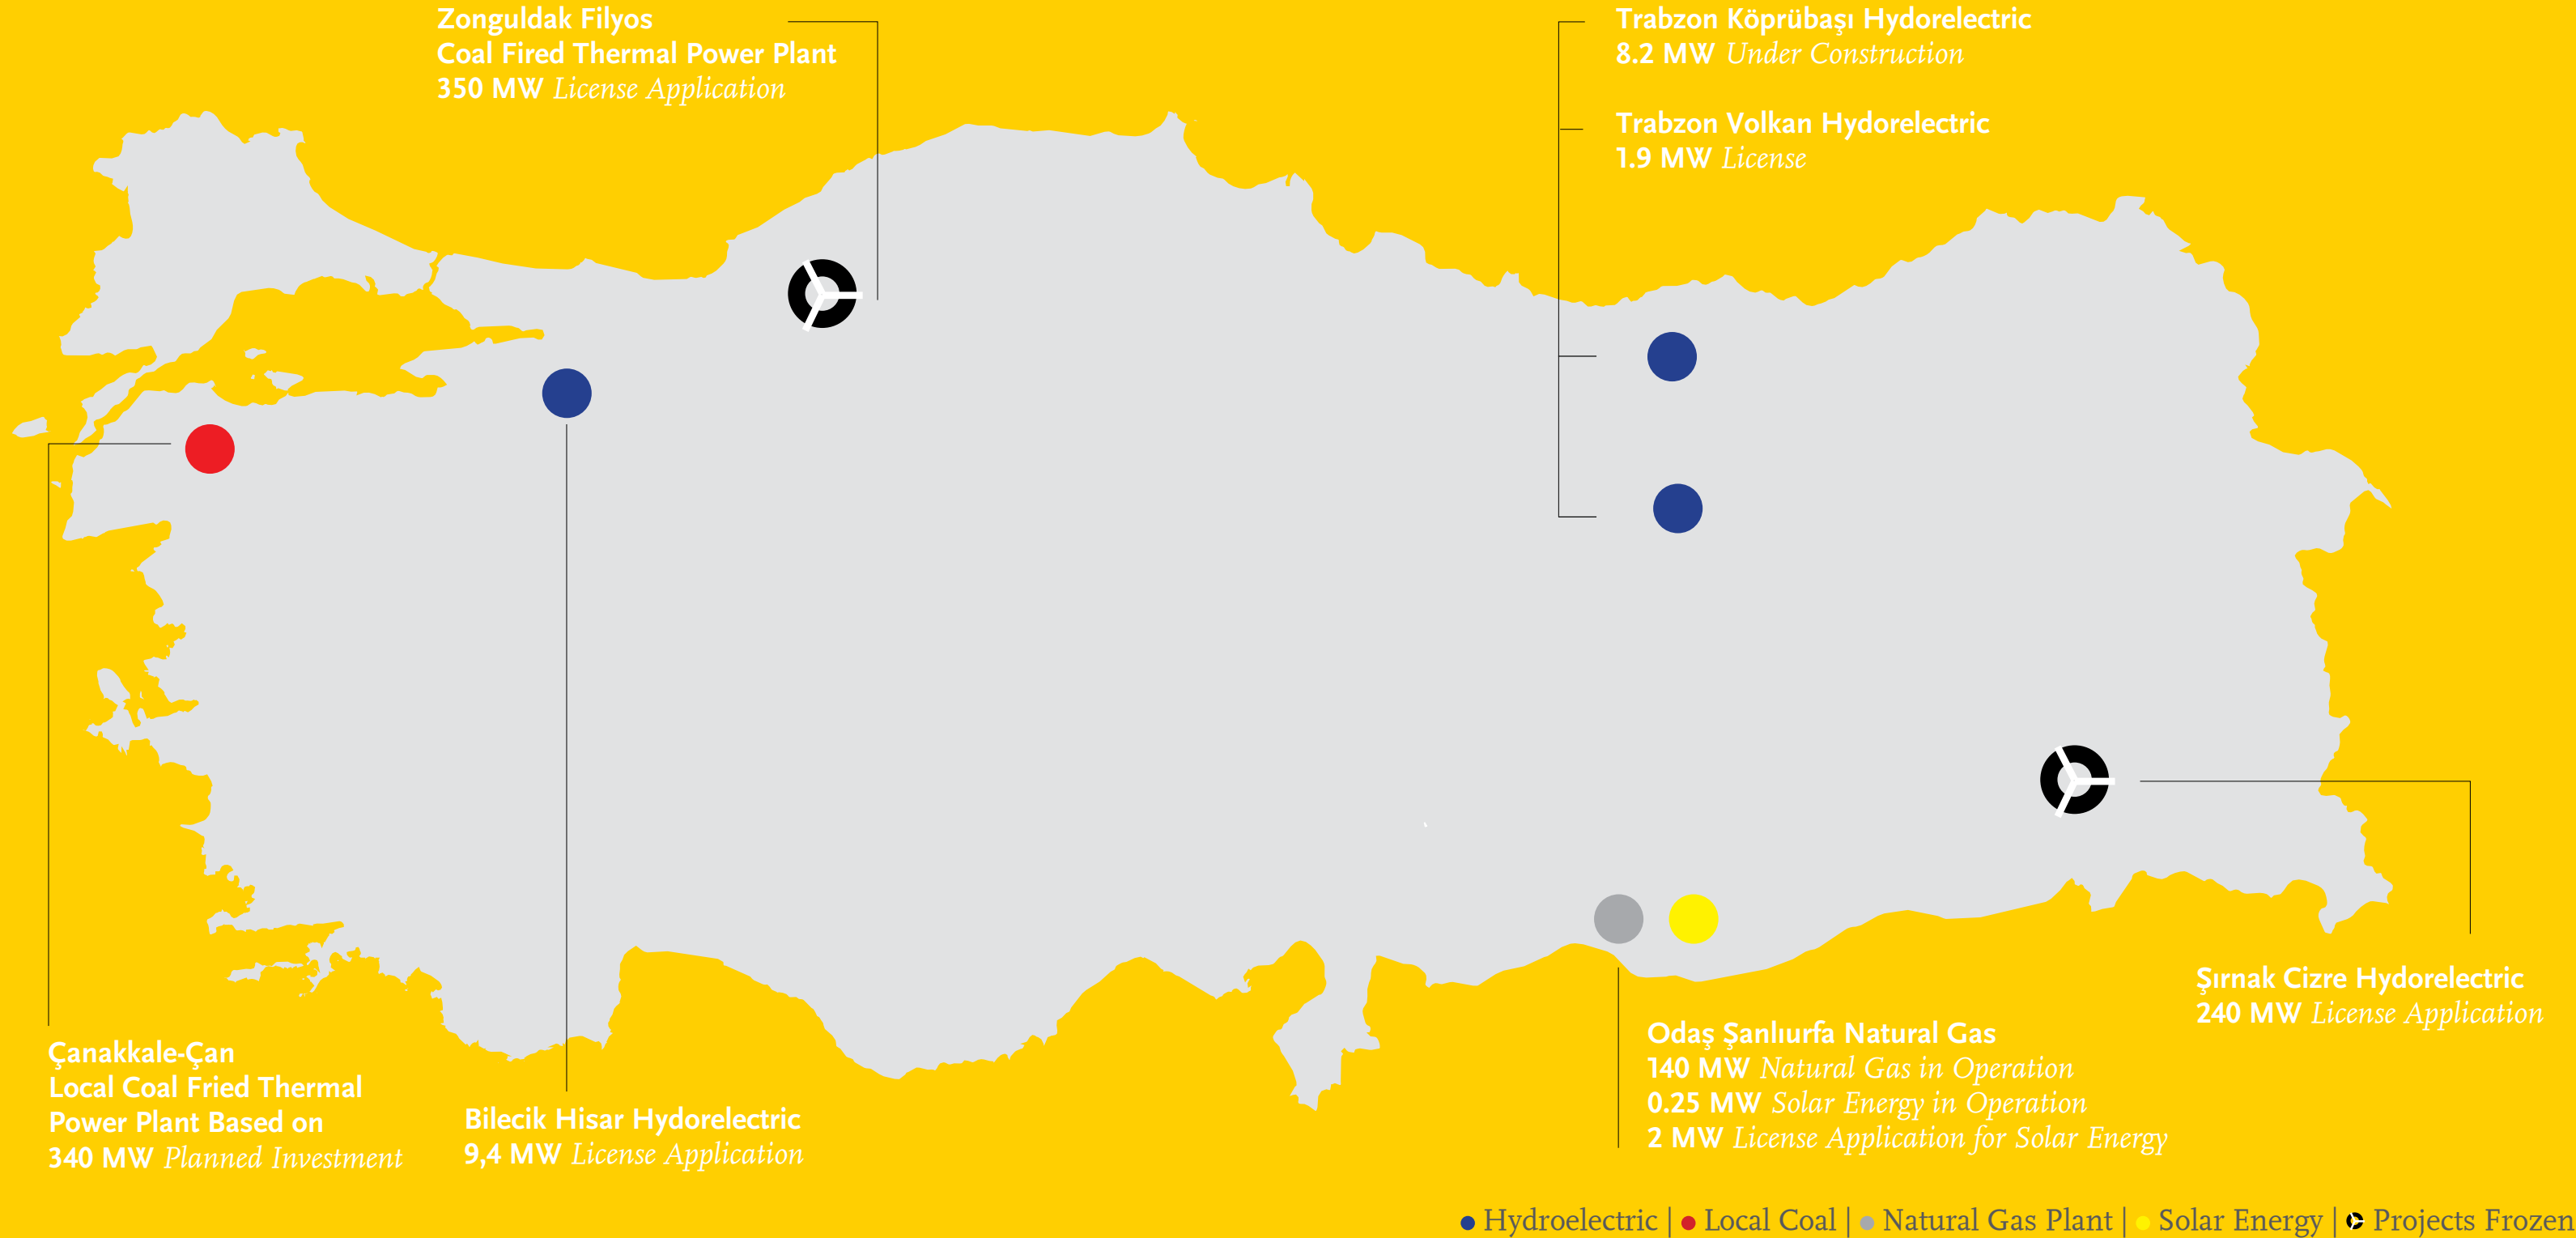 Zonguldak Filyos
Coal Fired Thermal Power Plant
350 MW License Application
Trabzon Köprübaşı Hydorelectric
8.2 MW Under Construction
Trabzon Volkan Hydorelectric
1.9 MW License
Çanakkale-Çan
Local Coal Fried Thermal
Power Plant Based on
340 MW Planned Investment
Bilecik Hisar Hydorelectric
9,4 MW License Application
Odaş Şanlıurfa Natural Gas
140 MW Natural Gas in Operation
0.25 MW Solar Energy in Operation
2 MW License Application for Solar Energy
Şırnak Cizre Hydorelectric
240 MW License Application
Hydroelectric | Local Coal | Natural Gas Plant | Solar Energy | Projects Frozen